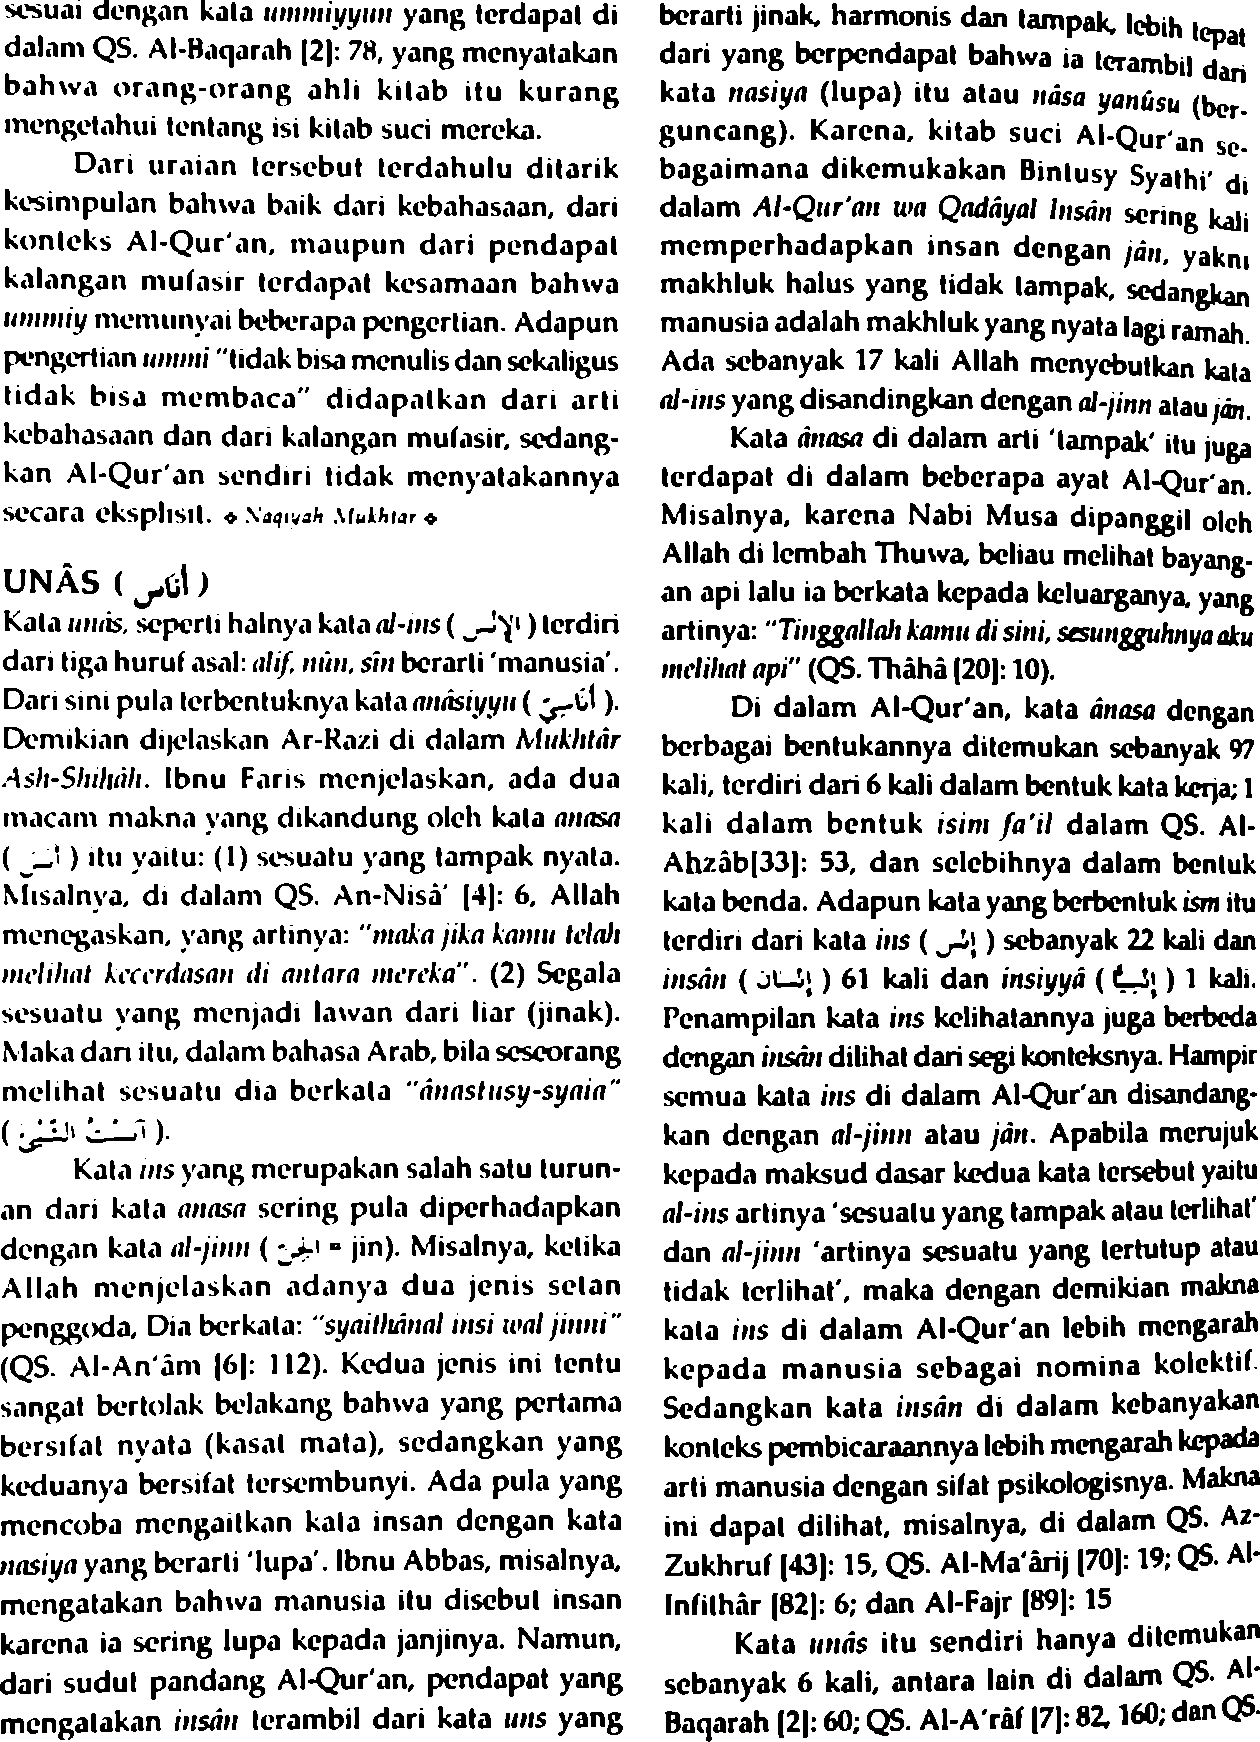 sesuai dengan kata ummiyyun yang terdapat di
dalam QS. Al-Baqarah [2]: 78, yang menyatakan
bahwa orang-orang ahli kitab itu kurang
mengetahui tentang isi kitab suci mereka.
Dari uraian tersebut terdahulu ditarik
kesimpulan bahwa baik dari kebahasaan, dari
konteks Al-Qur'an, maupun dari pendapat
kalangan mufasir terdapat kesamaan bahwa
ummiy memunyai beberapa pengertian. Adapun
pengertian ummi "tidak bisa menulis dan sekaligus
tidak bisa membaca" didapatkan dari arti
kebahasaan dan dari kalangan mufasir, sedang-
kan Al-Qur'an sendiri tidak menyatakannya
secara eksplisit. ⬥ Naqiyah Mukhtar ⬥
UNÂS ( أُنَاس )
Kata unâs, seperti halnya kata al-ins ( الإِنْس ) terdiri
dari tiga huruf asal: alif, nûn, sîn berarti 'manusia'.
Dari sini pula terbentuknya kata anâsiyyu ( أَنَاسِيّ ).
Demikian dijelaskan Ar-Razi di dalam Mukhtâr
Ash-Shihâh. Ibnu Faris menjelaskan, ada dua
macam makna yang dikandung oleh kata anasa
( أَنَسَ ) itu yaitu: (1) sesuatu yang tampak nyata.
Misalnya, di dalam QS. An-Nisâ' [4]: 6, Allah
menegaskan, yang artinya: "maka jika kamu telah
melihat kecerdasan di antara mereka". (2) Segala
sesuatu yang menjadi lawan dari liar (jinak).
Maka dari itu, dalam bahasa Arab, bila seseorang
melihat sesuatu dia berkata "ânastusy-syaia"
( آنَسْتُ الشَّيْئَ ).
Kata ins yang merupakan salah satu turun-
an dari kata anasa sering pula diperhadapkan
dengan kata al-jinn ( الجِنّ = jin). Misalnya, ketika
Allah menjelaskan adanya dua jenis setan
penggoda, Dia berkata: "syaithânal insi wal jinni"
(QS. Al-An'âm [6]: 112). Kedua jenis ini tentu
sangat bertolak belakang bahwa yang pertama
bersifat nyata (kasat mata), sedangkan yang
keduanya bersifat tersembunyi. Ada pula yang
mencoba mengaitkan kata insan dengan kata
nasiya yang berarti 'lupa'. Ibnu Abbas, misalnya,
mengatakan bahwa manusia itu disebut insan
karena ia sering lupa kepada janjinya. Namun,
dari sudut pandang Al-Qur'an, pendapat yang
mengatakan insân terambil dari kata uns yang
berarti jinak, harmonis dan tampak, lebih tepat
dari yang berpendapat bahwa ia terambil dari
kata nasiya (lupa) itu atau nâsa yanûsu (ber-
guncang). Karena, kitab suci Al-Qur'an se-
bagaimana dikemukakan Bintusy Syathi' di
dalam Al-Qur'an wa Qadâyal Insân sering kali
memperhadapkan insan dengan jân, yakni
makhluk halus yang tidak tampak, sedangkan
manusia adalah makhluk yang nyata lagi ramah.
Ada sebanyak 17 kali Allah menyebutkan kata
al-ins yang disandingkan dengan al-jinn atau jân.
Kata ânasa di dalam arti 'tampak' itu juga
terdapat di dalam beberapa ayat Al-Qur'an.
Misalnya, karena Nabi Musa dipanggil oleh
Allah di lembah Thuwa, beliau melihat bayang-
an api lalu ia berkata kepada keluarganya, yang
artinya: "Tinggallah kamu di sini, sesungguhnya aku
melihat api" (QS. Thâhâ [20]: 10).
Di dalam Al-Qur'an, kata ânasa dengan
berbagai bentukannya ditemukan sebanyak 97
kali, terdiri dari 6 kali dalam bentuk kata kerja; 1
kali dalam bentuk isim fa'il dalam QS. Al-
Ahzâb[33]: 53, dan selebihnya dalam bentuk
kata benda. Adapun kata yang berbentuk ism itu
terdiri dari kata ins ( إِنْس ) sebanyak 22 kali dan
insân ( إِنْسَان ) 61 kali dan insiyyâ ( إِنْسِيًّا ) 1 kali.
Penampilan kata ins kelihatannya juga berbeda
dengan insân dilihat dari segi konteksnya. Hampir
semua kata ins di dalam Al-Qur'an disandang-
kan dengan al-jinn atau jân. Apabila merujuk
kepada maksud dasar kedua kata tersebut yaitu
al-ins artinya 'sesuatu yang tampak atau terlihat'
dan al-jinn 'artinya sesuatu yang tertutup atau
tidak terlihat', maka dengan demikian makna
kata ins di dalam Al-Qur'an lebih mengarah
kepada manusia sebagai nomina kolektif.
Sedangkan kata insân di dalam kebanyakan
konteks pembicaraannya lebih mengarah kepada
arti manusia dengan sifat psikologisnya. Makna
ini dapat dilihat, misalnya, di dalam QS. Az-
Zukhruf [43]: 15, QS. Al-Ma'ârij [70]: 19; QS. Al-
Infithâr [82]: 6; dan Al-Fajr [89]: 15
Kata unâs itu sendiri hanya ditemukan
sebanyak 6 kali, antara lain di dalam QS. Al-
Baqarah [2]: 60; QS. Al-A'râf [7]: 82, 160; dan QS.